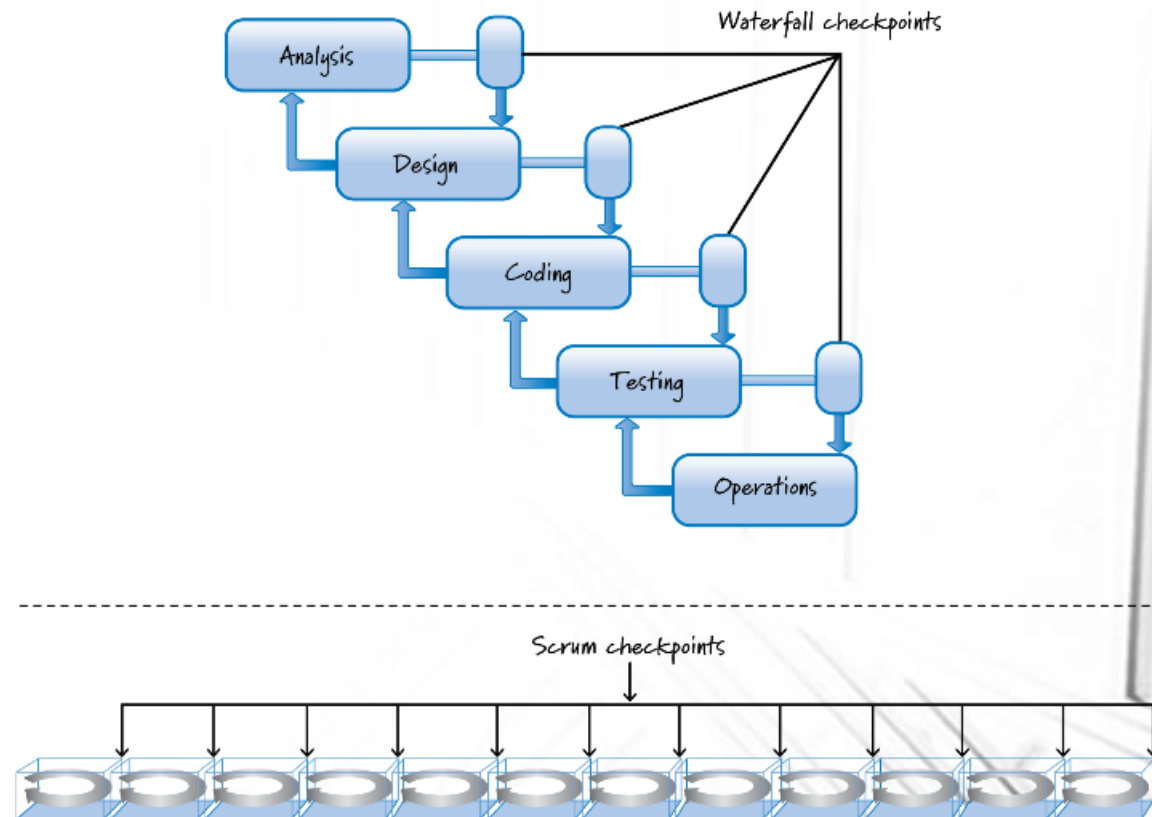 Waterfall checkpoints
Analysis
Design
Coding
Testing
Operations
Scrum checkpoints